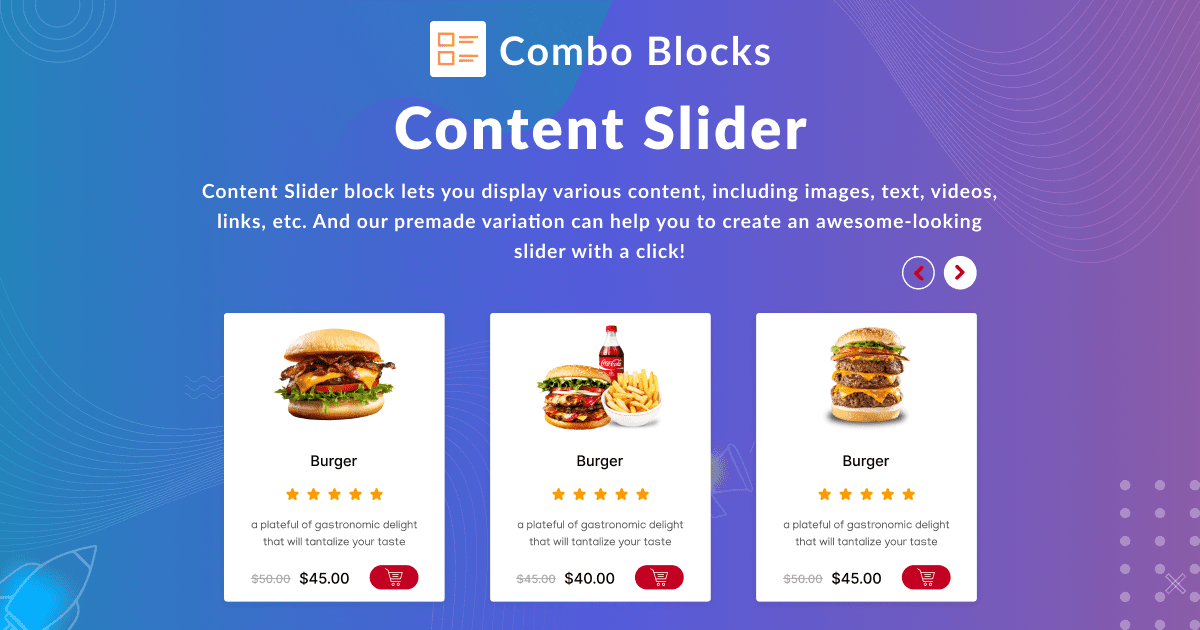 Combo Blocks
Content Slider
Content Slider block lets you display various content, including images, text, videos,
links, etc. And our premade variation can help you to create an awesome-looking
slider with a click!
Coca-Cola
Burger
a plateful of gastronomic delight
that will tantalize your taste
$50.00 $45.00
Burger
a plateful of gastronomic delight
that will tantalize your taste
$45.00 $40.00
Burger
a plateful of gastronomic delight
that will tantalize your taste
$50.00 $45.00